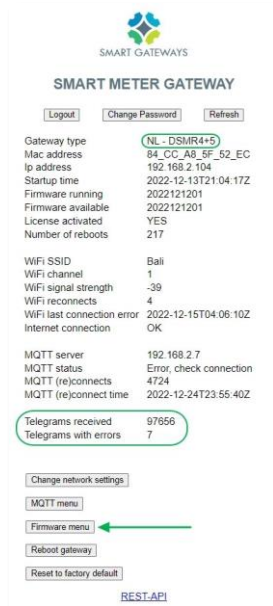 SMART GATEWAYS
SMART METER GATEWAY
Logout Change Password Refresh
Gateway type NL - DSMR4+5
Mac address 84_CC_A8_5F_52_EC
Ip address 192.168.2.104
Startup time 2022-12-13T21:04:17Z
Firmware running 2022121201
Firmware available 2022121201
License activated YES
Number of reboots 217
WiFi SSID Bali
WiFi channel 1
WiFi signal strength -39
WiFi reconnects 4
WiFi last connection error 2022-12-15T04:06:10Z
Internet connection OK
MQTT server 192.168.2.7
MQTT status Error, check connection
MQTT (re)connects 4724
MQTT (re)connect time 2022-12-24T23:55:40Z
Telegrams received 97656
Telegrams with errors 7
Change network settings
MQTT menu
Firmware menu
Reboot gateway
Reset to factory default
REST-API